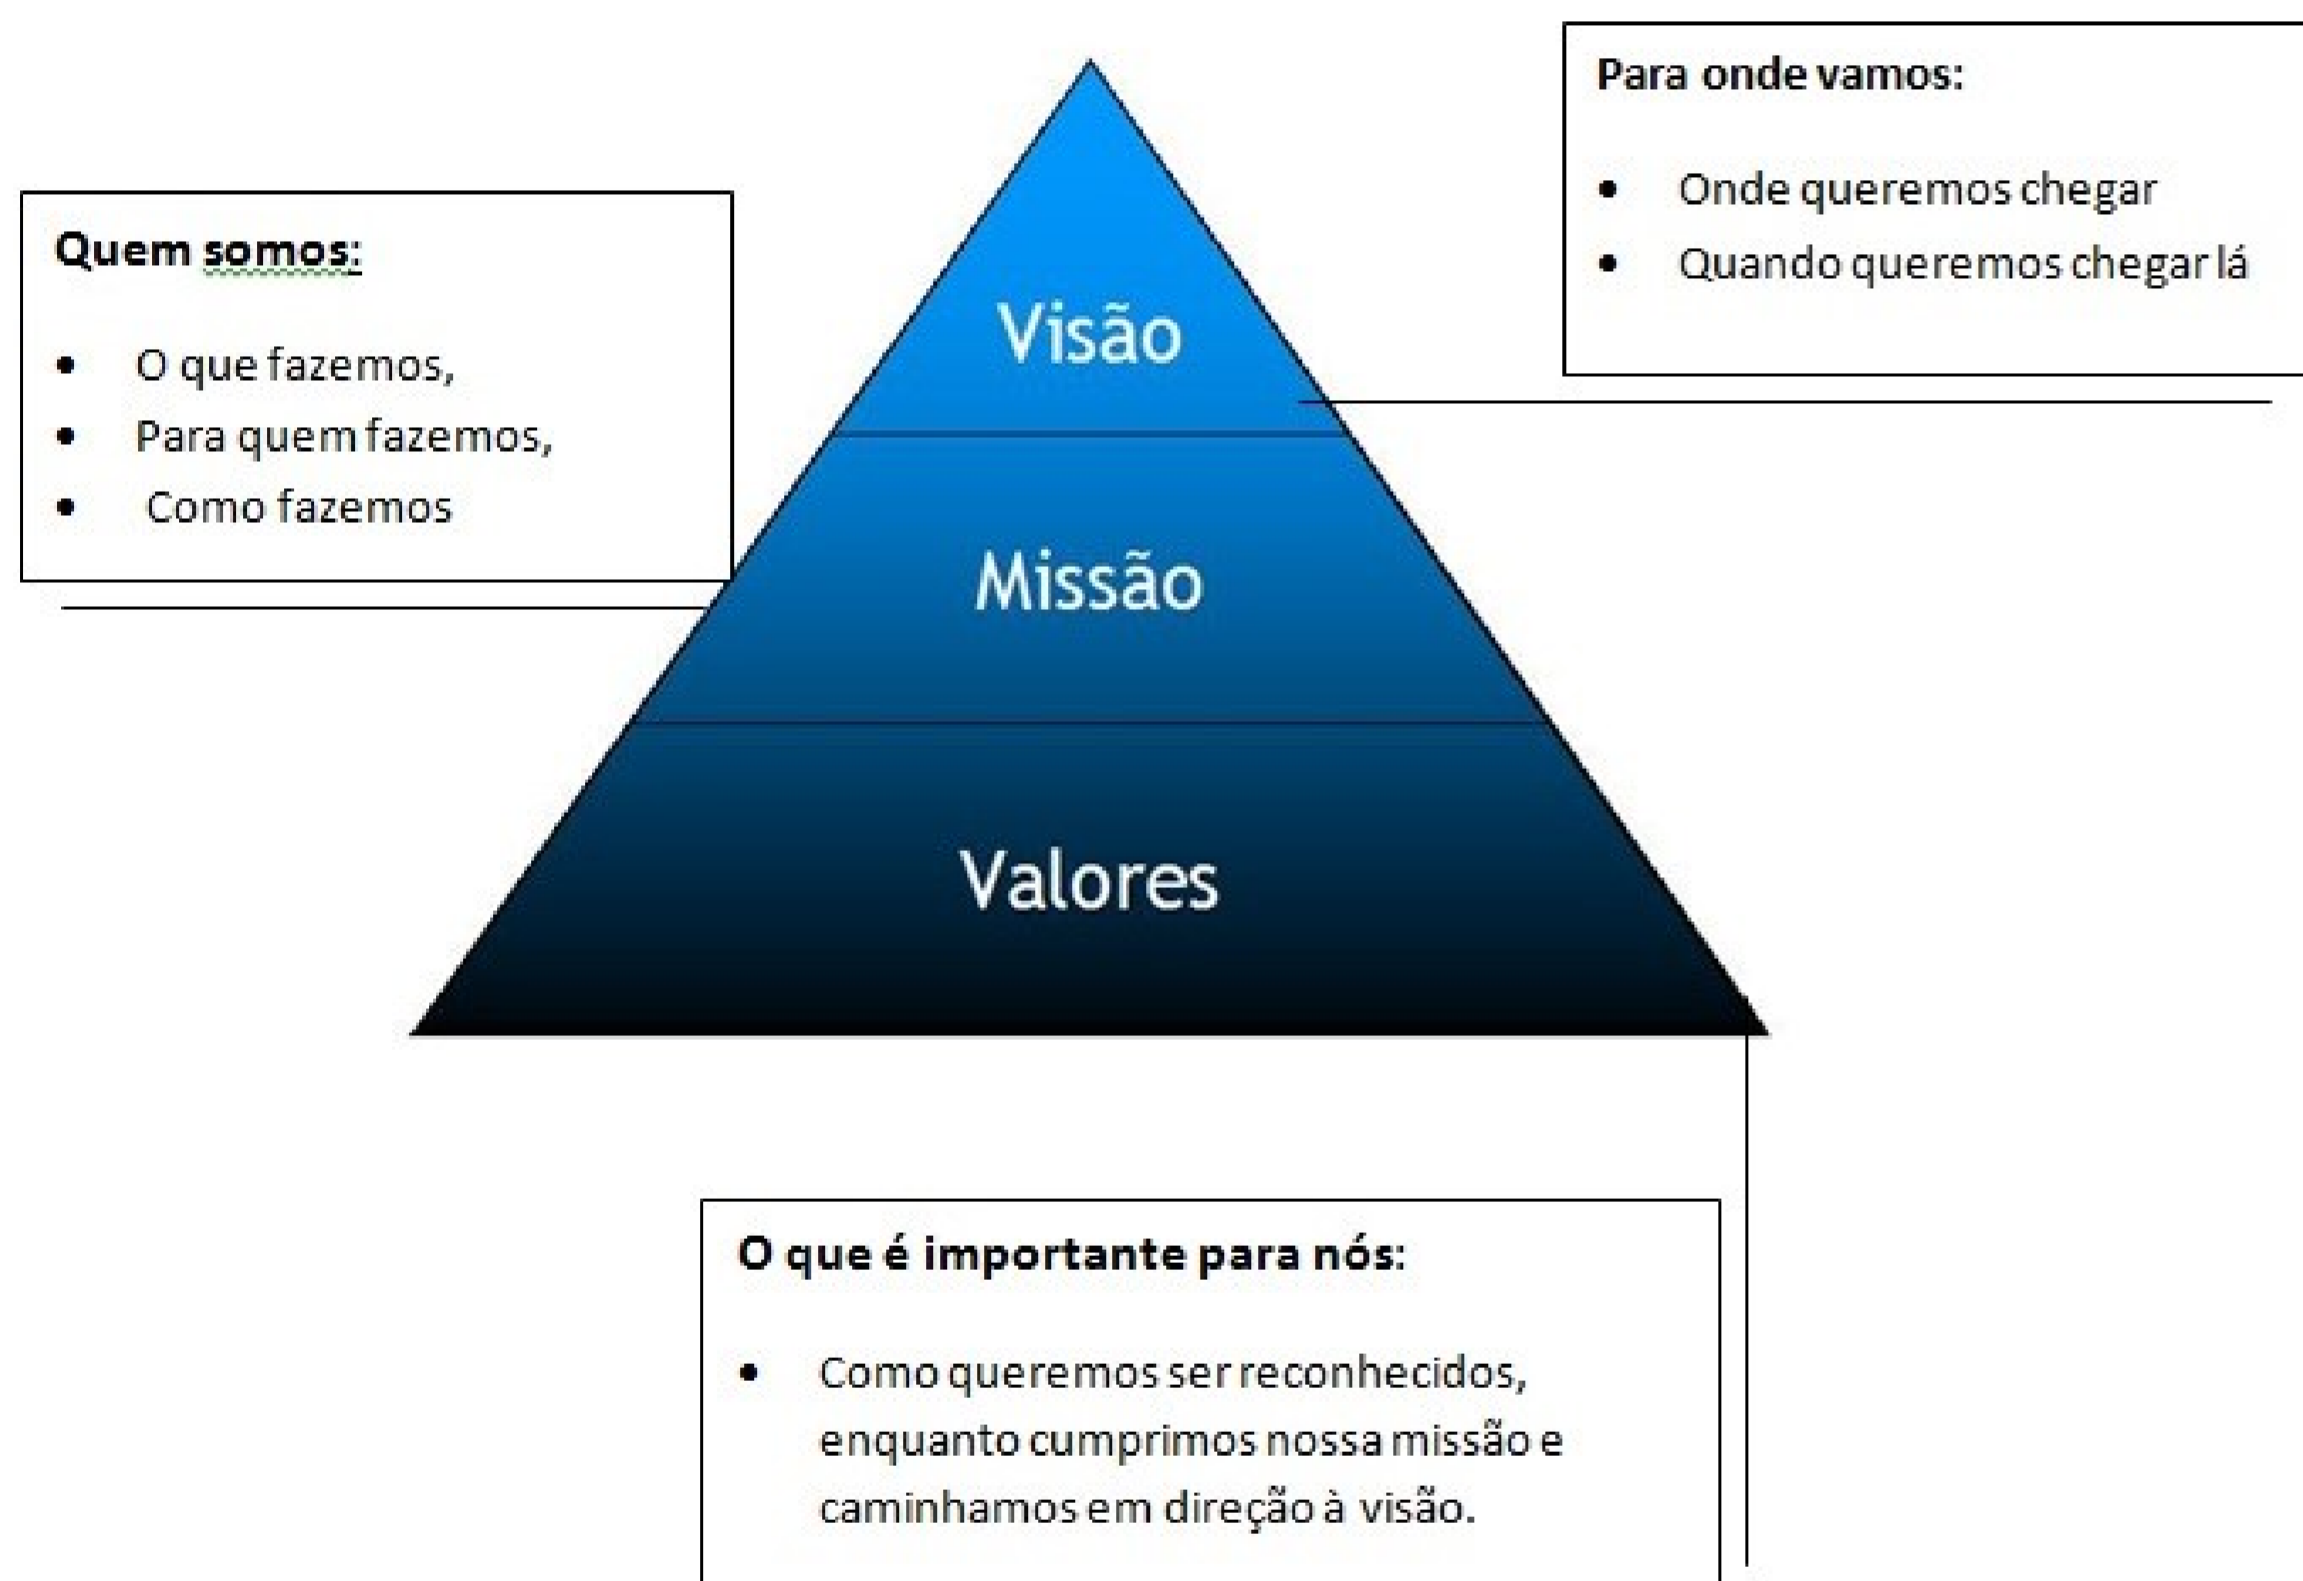 Para onde vamos:
• Onde queremos chegar
• Quando queremos chegar lá
Quem somos:
• O que fazemos,
• Para quem fazemos,
• Como fazemos
Visão
Missão
Valores
O que é importante para nós:
• Como queremos ser reconhecidos,
enquanto cumprimos nossa missão e
caminhamos em direção à visão.